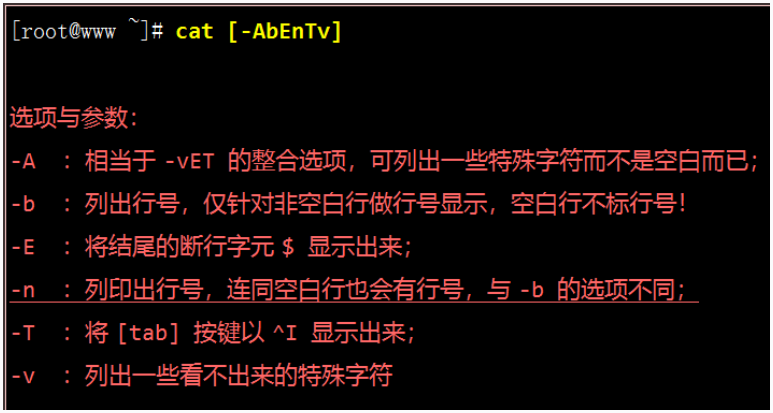 [root@www ~]# cat [-AbEnTv]
选项与参数：
-A ：相当于 -vET 的整合选项，可列出一些特殊字符而不是空白而已；
-b ：列出行号，仅针对非空白行做行号显示，空白行不标行号！
-E ：将结尾的断行字元 $ 显示出来；
-n ：列印出行号，连同空白行也会有行号，与 -b 的选项不同；
-T ：将 [tab] 按键以 ^I 显示出来；
-v ：列出一些看不出来的特殊字符